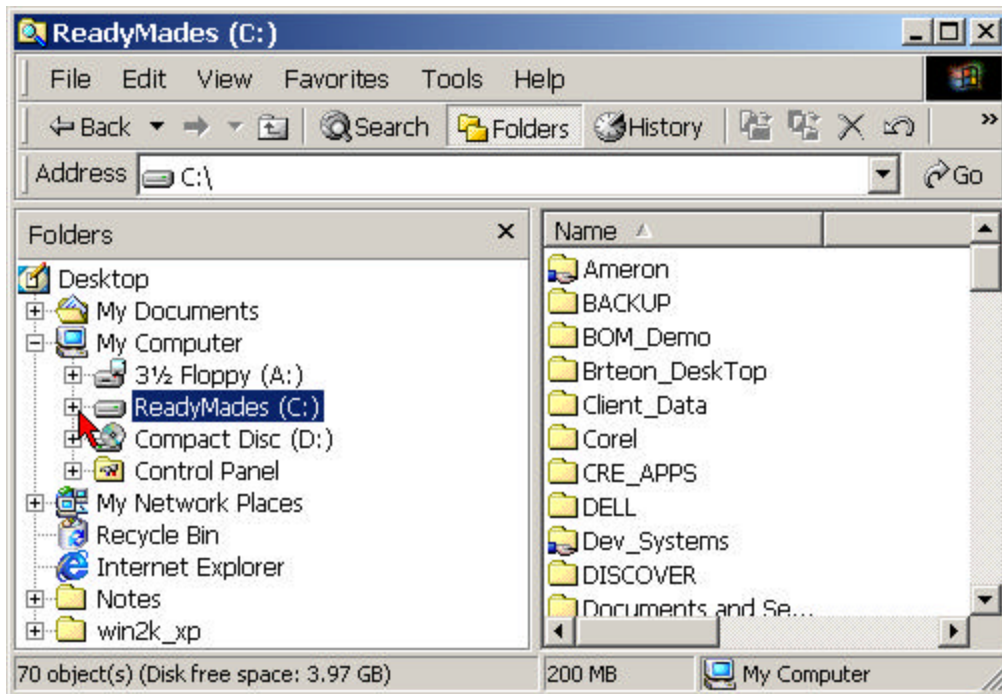 ReadyMades (C:)
File Edit View Favorites Tools Help
Back Search Folders History »
Address C:\ Go
Folders
Desktop
My Documents
My Computer
3½ Floppy (A:)
ReadyMades (C:)
Compact Disc (D:)
Control Panel
My Network Places
Recycle Bin
Internet Explorer
Notes
win2k_xp
Name
Ameron
BACKUP
BOM_Demo
Brteon_DeskTop
Client_Data
Corel
CRE_APPS
DELL
Dev_Systems
DISCOVER
Documents and Se...
70 object(s) (Disk free space: 3.97 GB) 200 MB My Computer